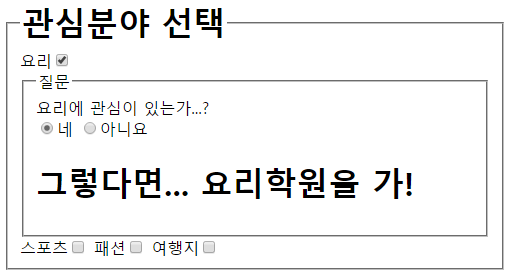 관심분야 선택
요리
질문
요리에 관심이 있는가...?
네 아니요
그렇다면... 요리학원을 가!
스포츠 패션 여행지